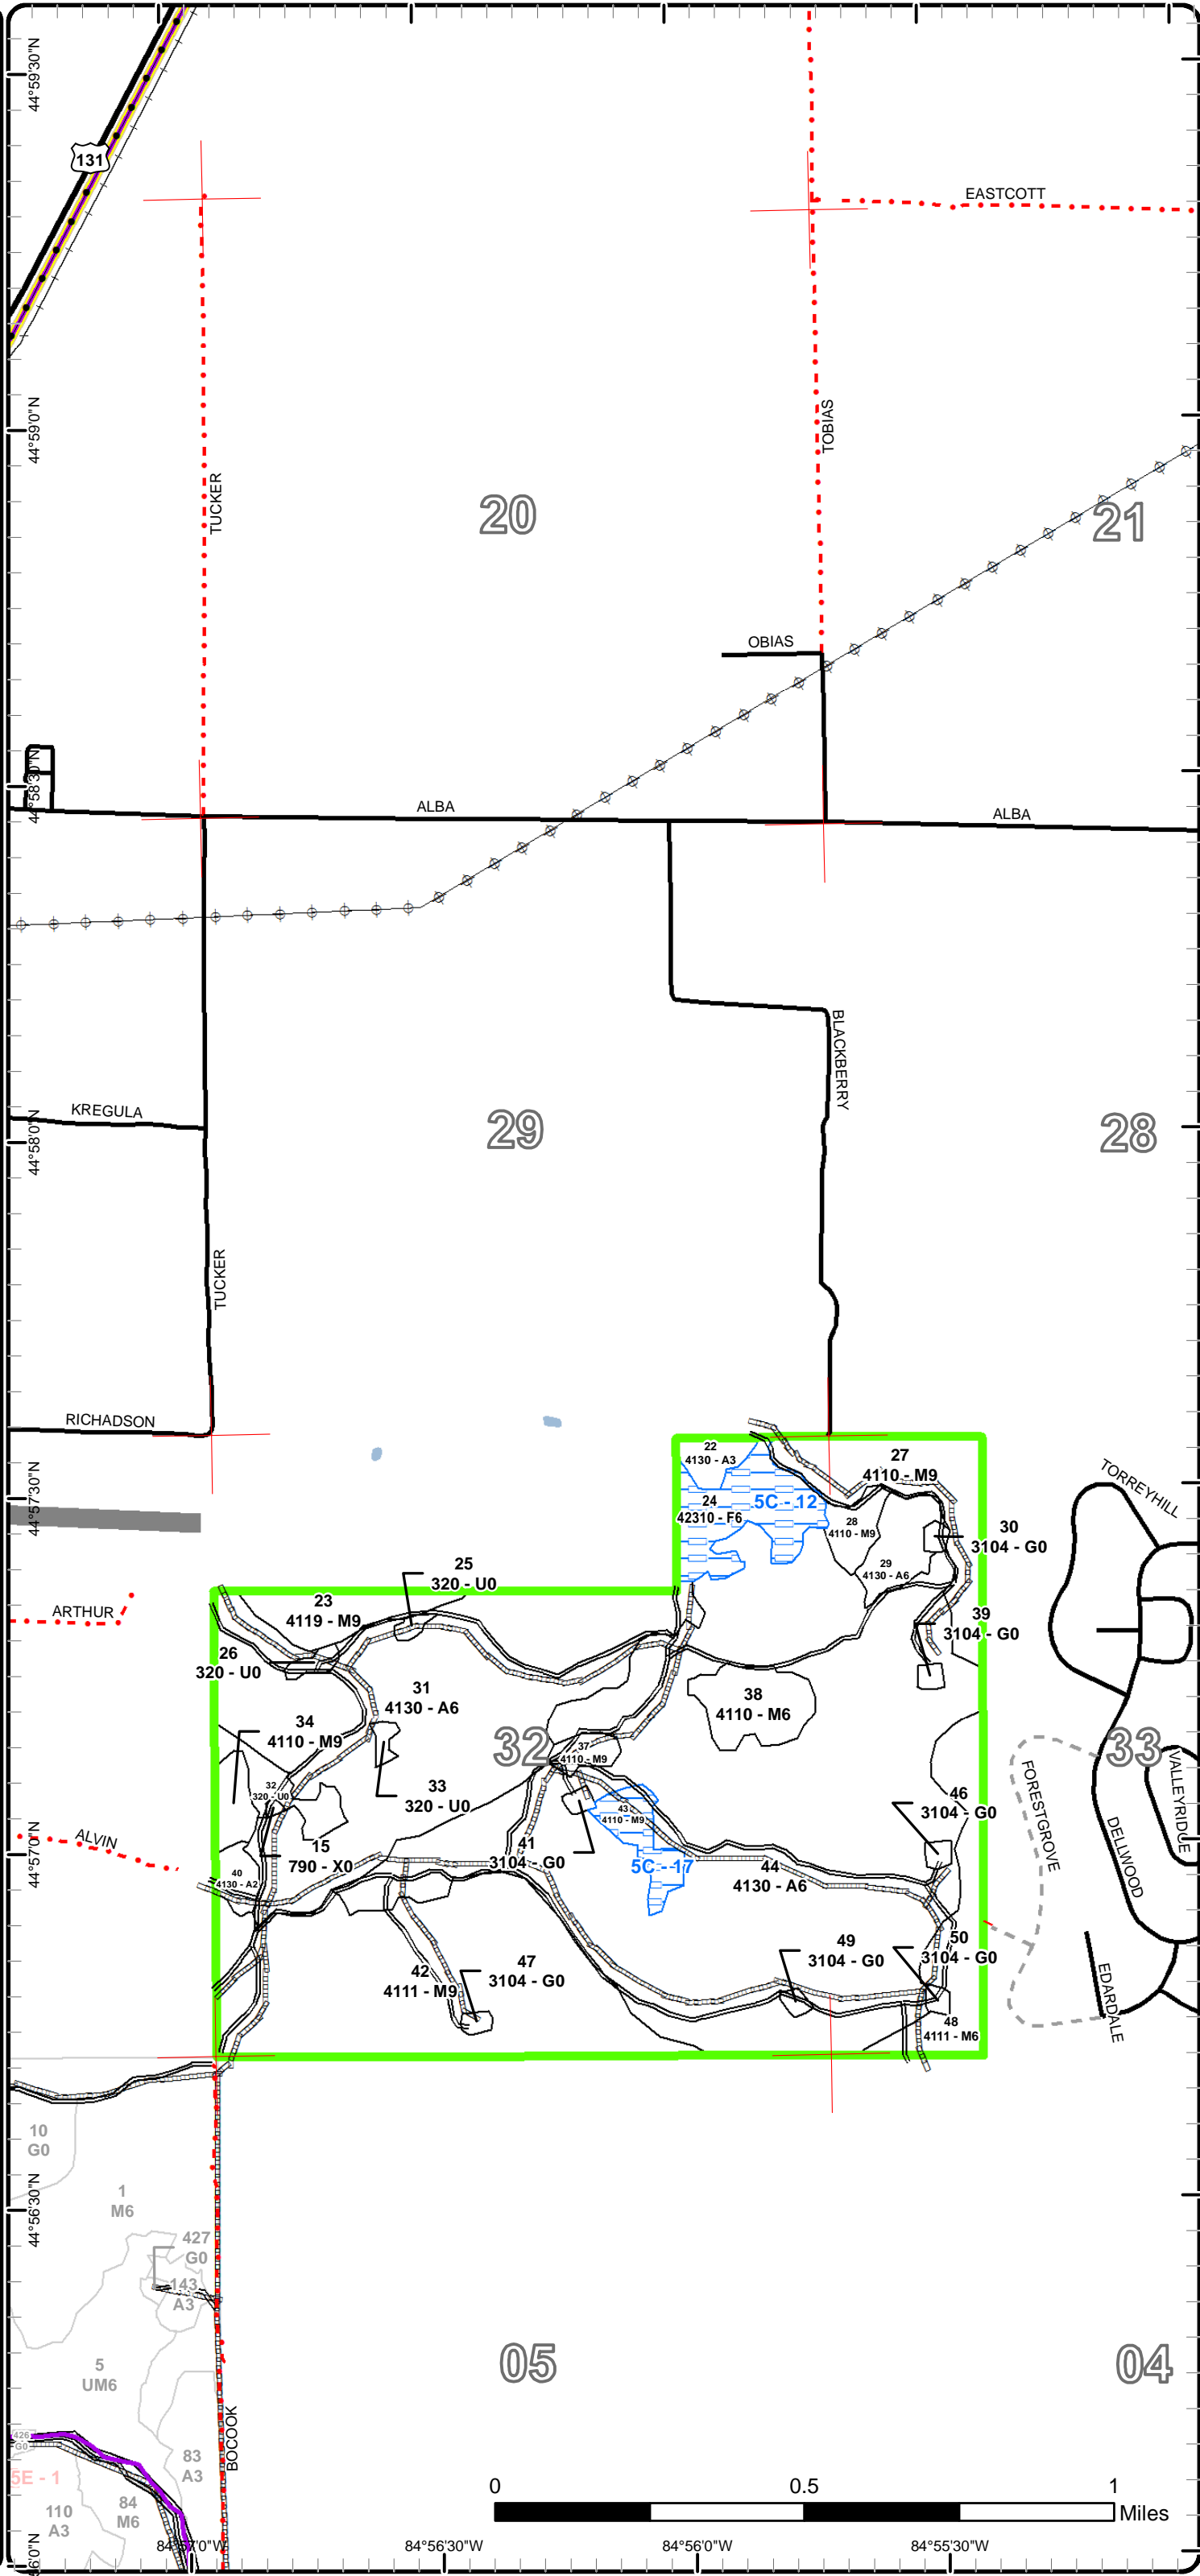 44°59'30"N
131
EASTCOTT
44°59'0"N
TOBIAS
TUCKER
20
21
OBIAS
44°58'30"N
ALBA
ALBA
BLACKBERRY
KREGULA
44°58'0"N
29
28
TUCKER
RICHADSON
44°57'30"N
22
4130 - A3
27
4110 - M9
TORREYHILL
24
42310 - F6
5C - 12
28
4110 - M9
30
3104 - G0
29
4130 - A6
25
320 - U0
ARTHUR
23
4119 - M9
39
3104 - G0
26
320 - U0
31
4130 - A6
38
4110 - M6
34
4110 - M9
32
37
4110 - M9
33
FORESTGROVE
VALLEYRIDGE
32
320 - U0
33
320 - U0
46
3104 - G0
43
4110 - M9
DELLWOOD
ALVIN
44°57'0"N
15
790 - X0
41
3104 - G0
5C - 17
44
4130 - A6
40
4130 - A2
49
3104 - G0
50
3104 - G0
42
4111 - M9
47
3104 - G0
EDARDALE
48
4111 - M6
10
G0
1
M6
44°56'30"N
427
G0
143
A3
5
UM6
05
04
BOCOOK
426
G0
83
A3
5E - 1
84
M6
110
A3
0
0.5
1
Miles
6'0"N
84°57'0"W
84°56'30"W
84°56'0"W
84°55'30"W